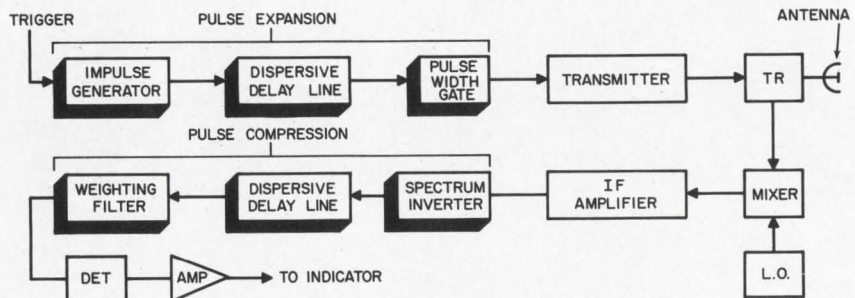 TRIGGER
PULSE EXPANSION
ANTENNA
IMPULSE
GENERATOR
DISPERSIVE
DELAY LINE
PULSE
WIDTH
GATE
TRANSMITTER
TR
PULSE COMPRESSION
WEIGHTING
FILTER
DISPERSIVE
DELAY LINE
SPECTRUM
INVERTER
IF
AMPLIFIER
MIXER
DET
AMP
TO INDICATOR
L.O.